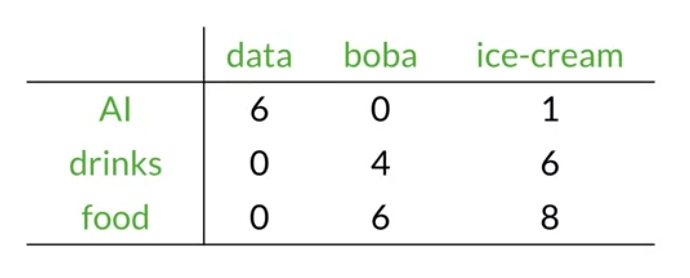 data boba ice-cream
AI 6 0 1
drinks 0 4 6
food 0 6 8